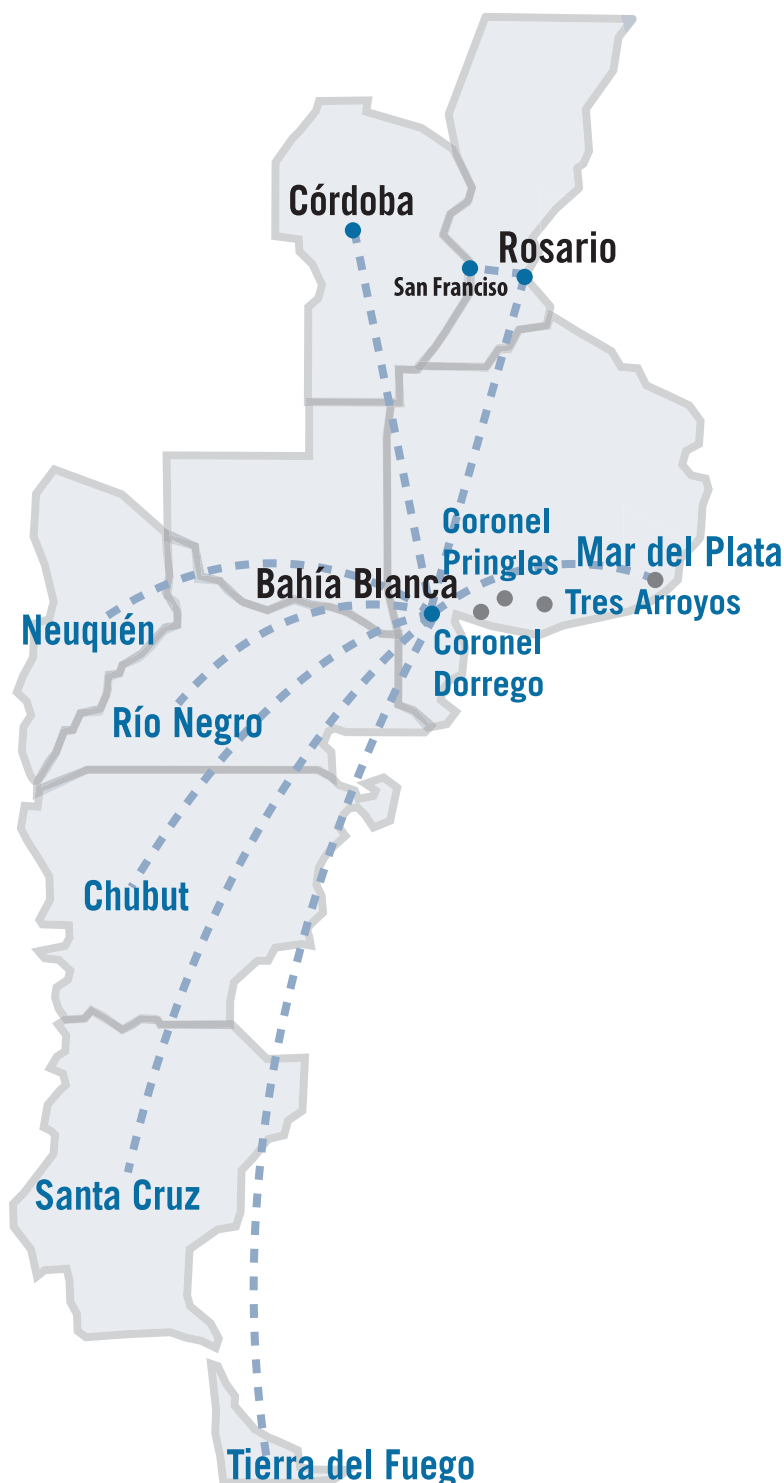 Córdoba
Rosario
San Franciso
Coronel
Pringles
Mar del Plata
Bahía Blanca
Tres Arroyos
Neuquén
Coronel
Dorrego
Río Negro
Chubut
Santa Cruz
Tierra del Fuego